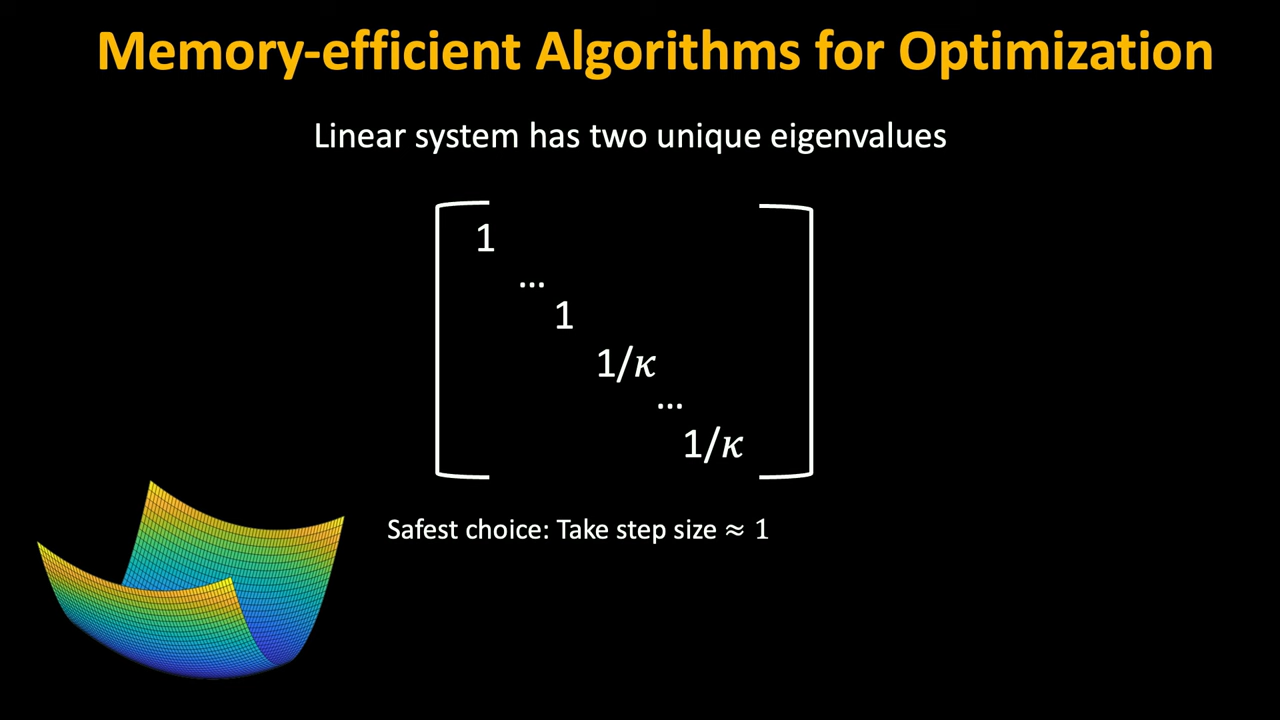 Memory-efficient Algorithms for Optimization
Linear system has two unique eigenvalues
1
...
1
1/κ
...
1/κ
Safest choice: Take step size ≈ 1